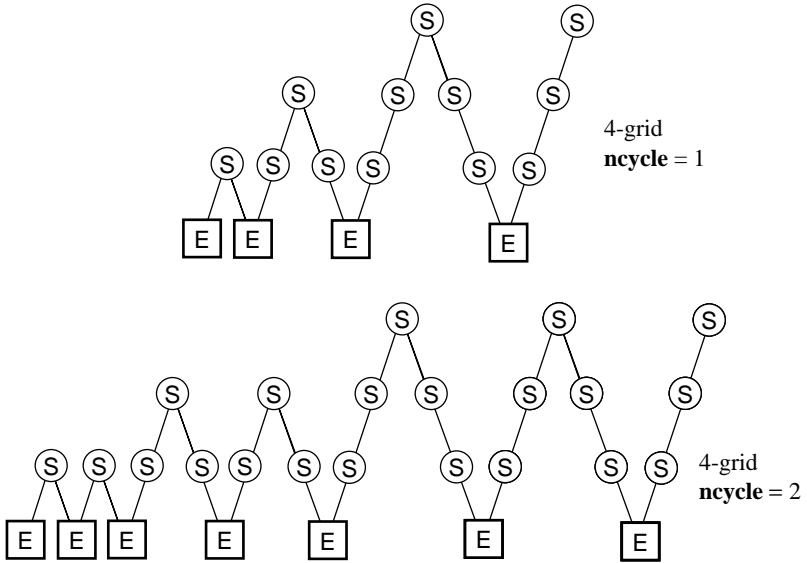 S S
S S S S
S S S S S S
4-grid
ncycle = 1
E E E E
S S S
S S S S S S S
S S S S S S S S S S S
4-grid
ncycle = 2
E E E E E E E